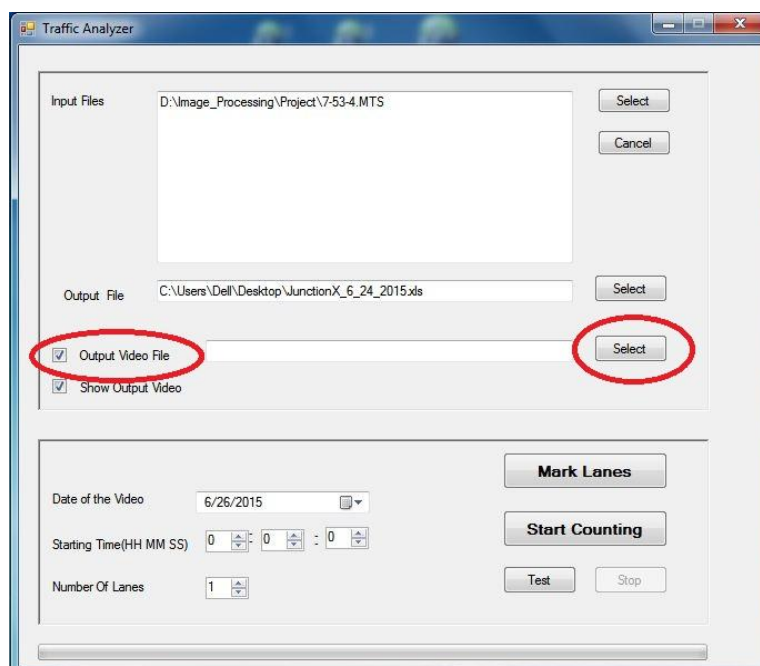 Traffic Analyzer
Input Files
D:\Image_Processing\Project\7-53-4.MTS
Select
Cancel
Output File
C:\Users\Dell\Desktop\JunctionX_6_24_2015.xls
Select
Output Video File
Select
Show Output Video
Mark Lanes
Date of the Video
6/26/2015
Start Counting
Starting Time(HH MM SS)
0 : 0 : 0
Number Of Lanes
1
Test
Stop